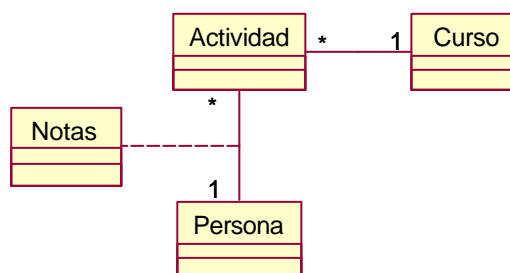 Actividad
*
1
Curso
*
Notas
1
Persona